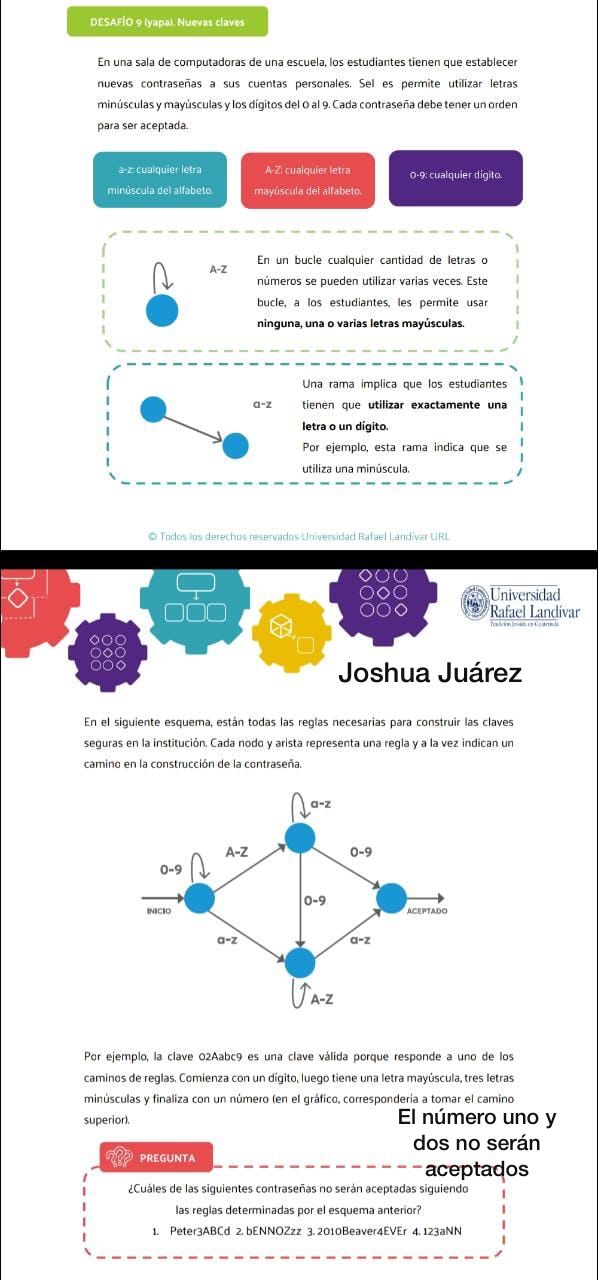 DESAFÍO 9 (yapa). Nuevas claves
En una sala de computadoras de una escuela, los estudiantes tienen que establecer
nuevas contraseñas a sus cuentas personales. Sel es permite utilizar letras
minúsculas y mayúsculas y los dígitos del 0 al 9. Cada contraseña debe tener un orden
para ser aceptada.
a-z: cualquier letra
minúscula del alfabeto.
A-Z: cualquier letra
mayúscula del alfabeto.
0-9: cualquier dígito.
A-Z
En un bucle cualquier cantidad de letras o
números se pueden utilizar varias veces. Este
bucle, a los estudiantes, les permite usar
ninguna, una o varias letras mayúsculas.
a-z
Una rama implica que los estudiantes
tienen que utilizar exactamente una
letra o un dígito.
Por ejemplo, esta rama indica que se
utiliza una minúscula.
© Todos los derechos reservados Universidad Rafael Landívar URL
Universidad
Rafael Landívar
Tradición Jesuita en Guatemala
Joshua Juárez
En el siguiente esquema, están todas las reglas necesarias para construir las claves
seguras en la institución. Cada nodo y arista representa una regla y a la vez indican un
camino en la construcción de la contraseña.
a-z
A-Z
0-9
0-9
INICIO
0-9
ACEPTADO
a-z
a-z
A-Z
Por ejemplo, la clave 02Aabc9 es una clave válida porque responde a uno de los
caminos de reglas. Comienza con un dígito, luego tiene una letra mayúscula, tres letras
minúsculas y finaliza con un número (en el gráfico, correspondería a tomar el camino
superior).
El número uno y
dos no serán
aceptados
PREGUNTA
¿Cuáles de las siguientes contraseñas no serán aceptadas siguiendo
las reglas determinadas por el esquema anterior?
1. Peter3ABCd 2. bENNOZzz 3. 2010Beaver4EVEr 4. 123aNN